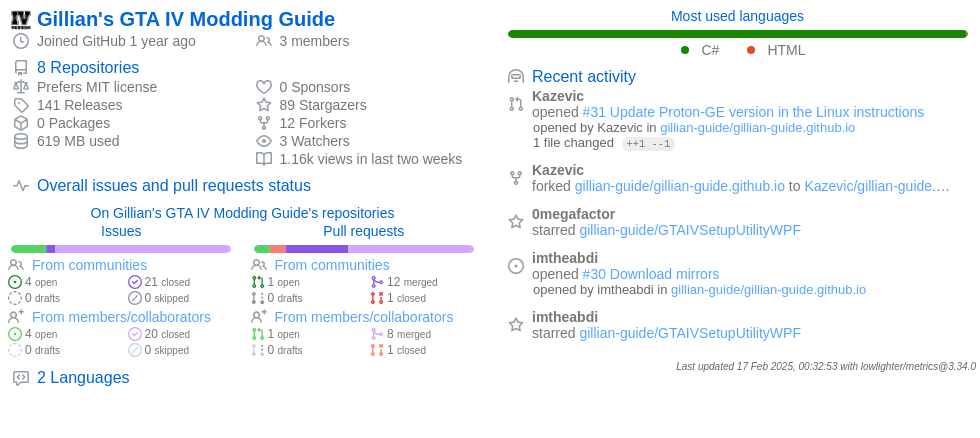 Gillian's GTA IV Modding Guide
Joined GitHub 1 year ago
3 members
8 Repositories
Prefers MIT license
0 Sponsors
141 Releases
89 Stargazers
0 Packages
12 Forkers
619 MB used
3 Watchers
1.16k views in last two weeks
Overall issues and pull requests status
On Gillian's GTA IV Modding Guide's repositories
Issues
From communities
4 open
21 closed
0 drafts
0 skipped
From members/collaborators
4 open
20 closed
0 drafts
0 skipped
Pull requests
From communities
1 open
12 merged
0 drafts
1 closed
From members/collaborators
1 open
8 merged
0 drafts
1 closed
2 Languages
Most used languages
C#
HTML
Recent activity
Kazevic
opened #31 Update Proton-GE version in the Linux instructions
opened by Kazevic in gillian-guide/gillian-guide.github.io
1 file changed ++1 --1
Kazevic
forked gillian-guide/gillian-guide.github.io to Kazevic/gillian-guide.…
0megafactor
starred gillian-guide/GTAIVSetupUtilityWPF
imtheabdi
opened #30 Download mirrors
opened by imtheabdi in gillian-guide/gillian-guide.github.io
imtheabdi
starred gillian-guide/GTAIVSetupUtilityWPF
Last updated 17 Feb 2025, 00:32:53 with lowlighter/metrics@3.34.0